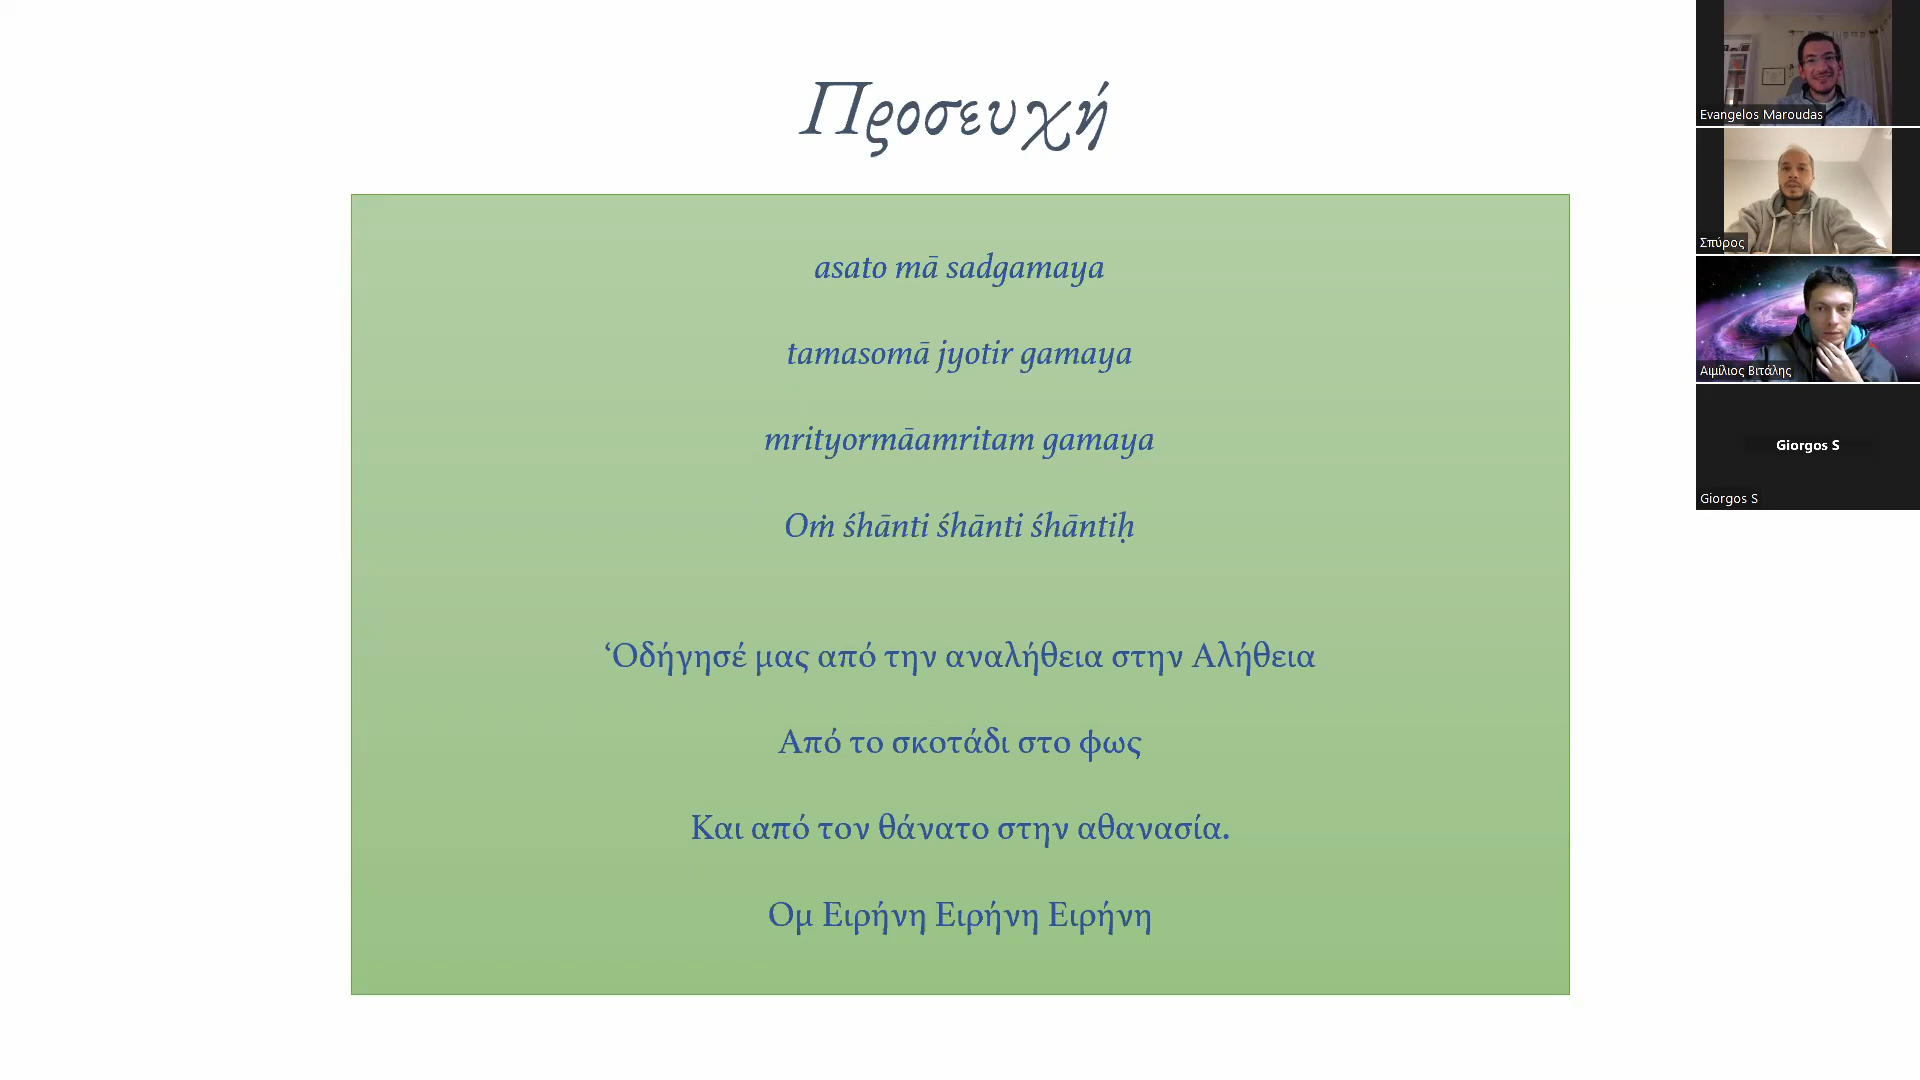 Προσευχή
asato mā sadgamaya
tamasomā jyotir gamaya
mrityormāamritam gamaya
Oṁ śhānti śhānti śhāntiḥ
‘Οδήγησέ μας από την αναλήθεια στην Αλήθεια
Από το σκοτάδι στο φως
Και από τον θάνατο στην αθανασία.
Ομ Ειρήνη Ειρήνη Ειρήνη
Evangelos Maroudas
Σπύρος
Αιμίλιος Βιτάλης
Giorgos S
Giorgos S